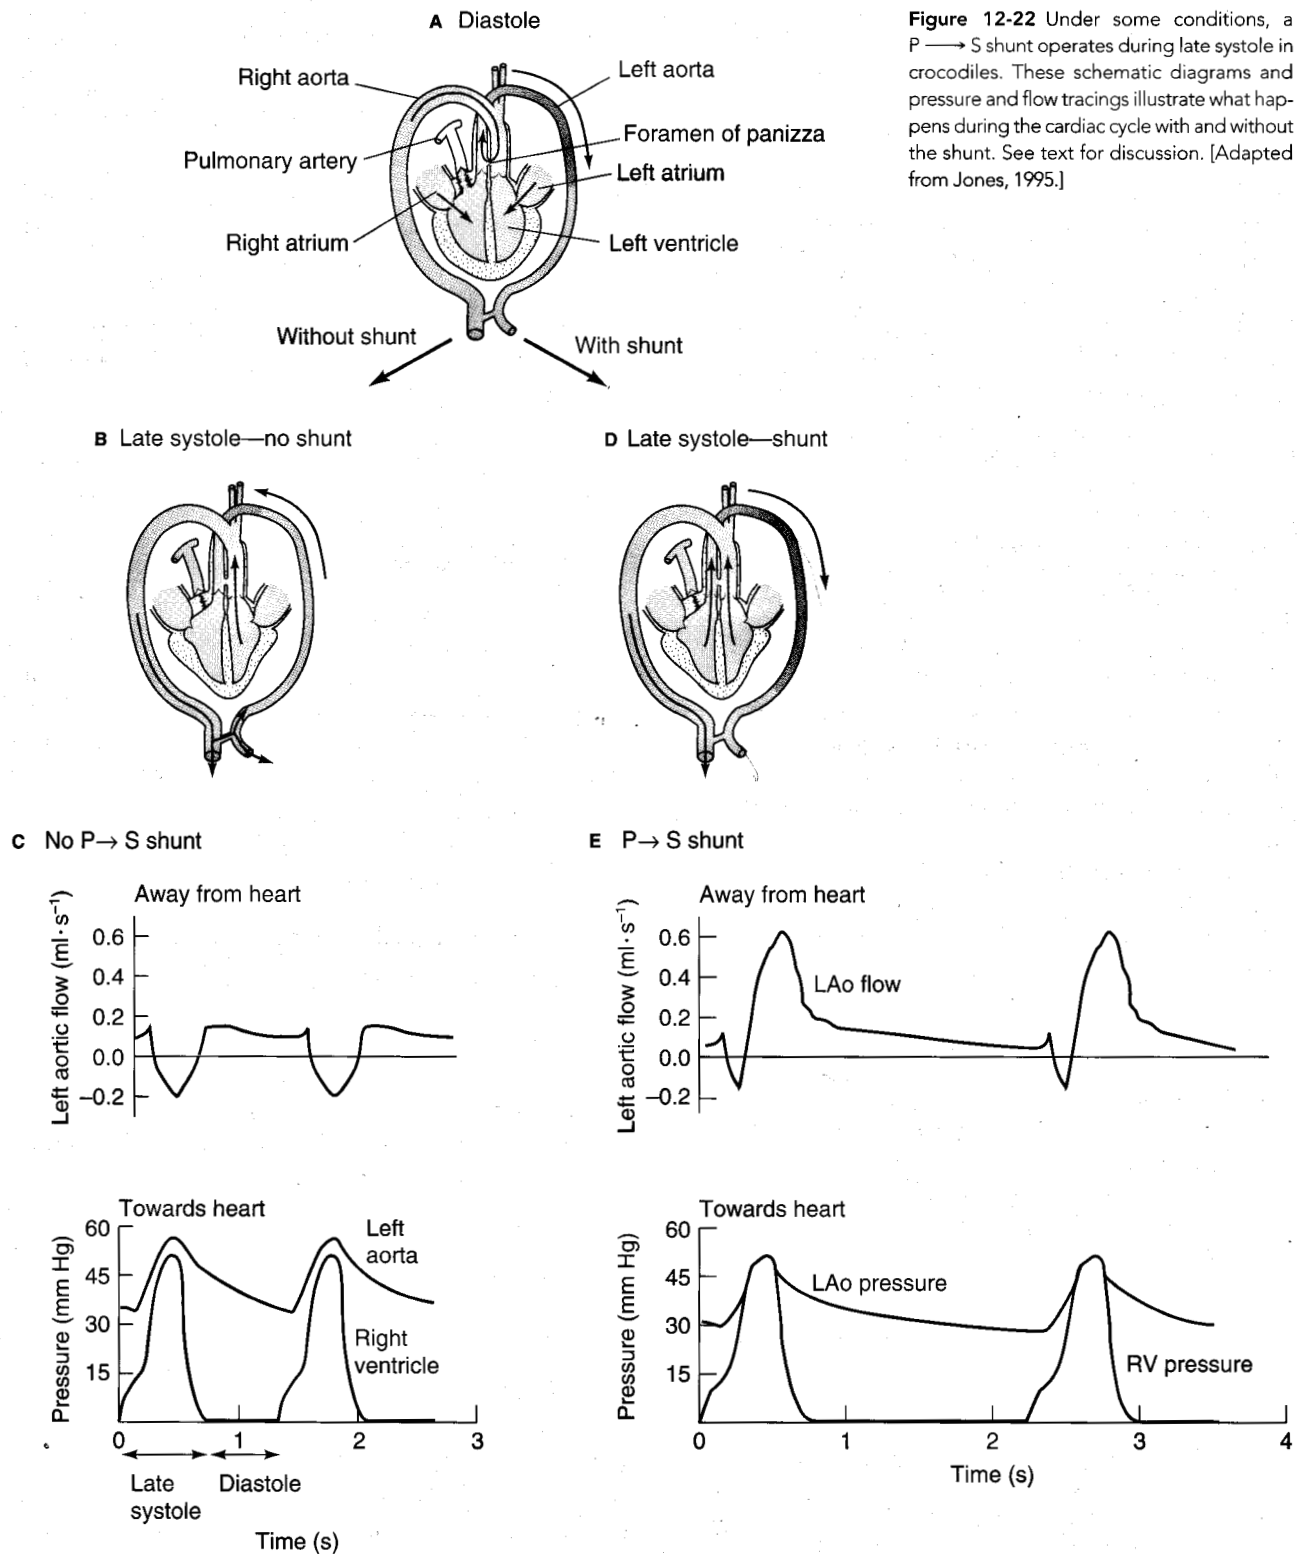 A Diastole
Right aorta
Left aorta
Foramen of panizza
Pulmonary artery
Left atrium
Right atrium
Left ventricle
Without shunt
With shunt
Figure 12-22 Under some conditions, a
P ⟶ S shunt operates during late systole in
crocodiles. These schematic diagrams and
pressure and flow tracings illustrate what hap-
pens during the cardiac cycle with and without
the shunt. See text for discussion. [Adapted
from Jones, 1995.]
B Late systole—no shunt
D Late systole—shunt
C No P→ S shunt
Away from heart
Left aortic flow (ml·s⁻¹)
0.6
0.4
0.2
0.0
−0.2
Towards heart
Pressure (mm Hg)
60
45
30
15
Left
aorta
Right
ventricle
0 1 2 3
Late
systole
Diastole
Time (s)
E P→ S shunt
Away from heart
Left aortic flow (ml·s⁻¹)
0.6
0.4
0.2
0.0
−0.2
LAo flow
Towards heart
Pressure (mm Hg)
60
45
30
15
LAo pressure
RV pressure
0 1 2 3 4
Time (s)